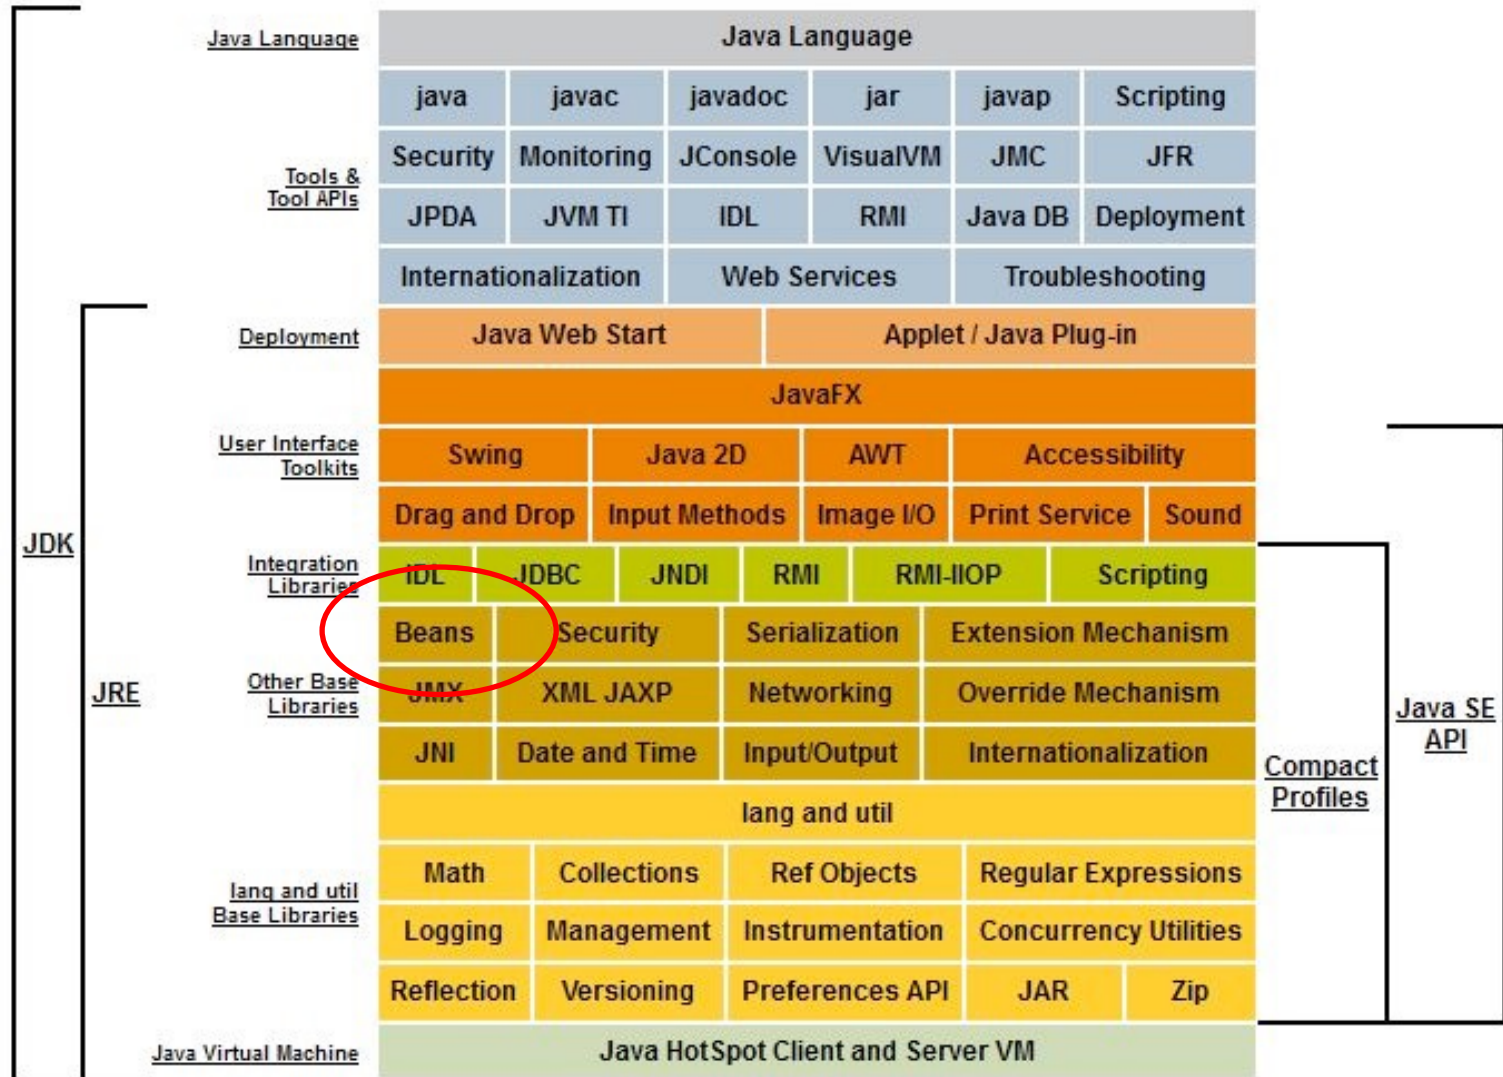 Java Language
Java Language
java javac javadoc jar javap Scripting
Security Monitoring JConsole VisualVM JMC JFR
Tools &
Tool APIs
JPDA JVM TI IDL RMI Java DB Deployment
Internationalization Web Services Troubleshooting
Deployment
Java Web Start Applet / Java Plug-in
JavaFX
User Interface
Toolkits
Swing Java 2D AWT Accessibility
Drag and Drop Input Methods Image I/O Print Service Sound
JDK
Integration
Libraries
IDL JDBC JNDI RMI RMI-IIOP Scripting
Beans Security Serialization Extension Mechanism
JRE
Other Base
Libraries
JMX XML JAXP Networking Override Mechanism
Java SE
API
JNI Date and Time Input/Output Internationalization
Compact
Profiles
lang and util
Math Collections Ref Objects Regular Expressions
lang and util
Base Libraries
Logging Management Instrumentation Concurrency Utilities
Reflection Versioning Preferences API JAR Zip
Java Virtual Machine
Java HotSpot Client and Server VM